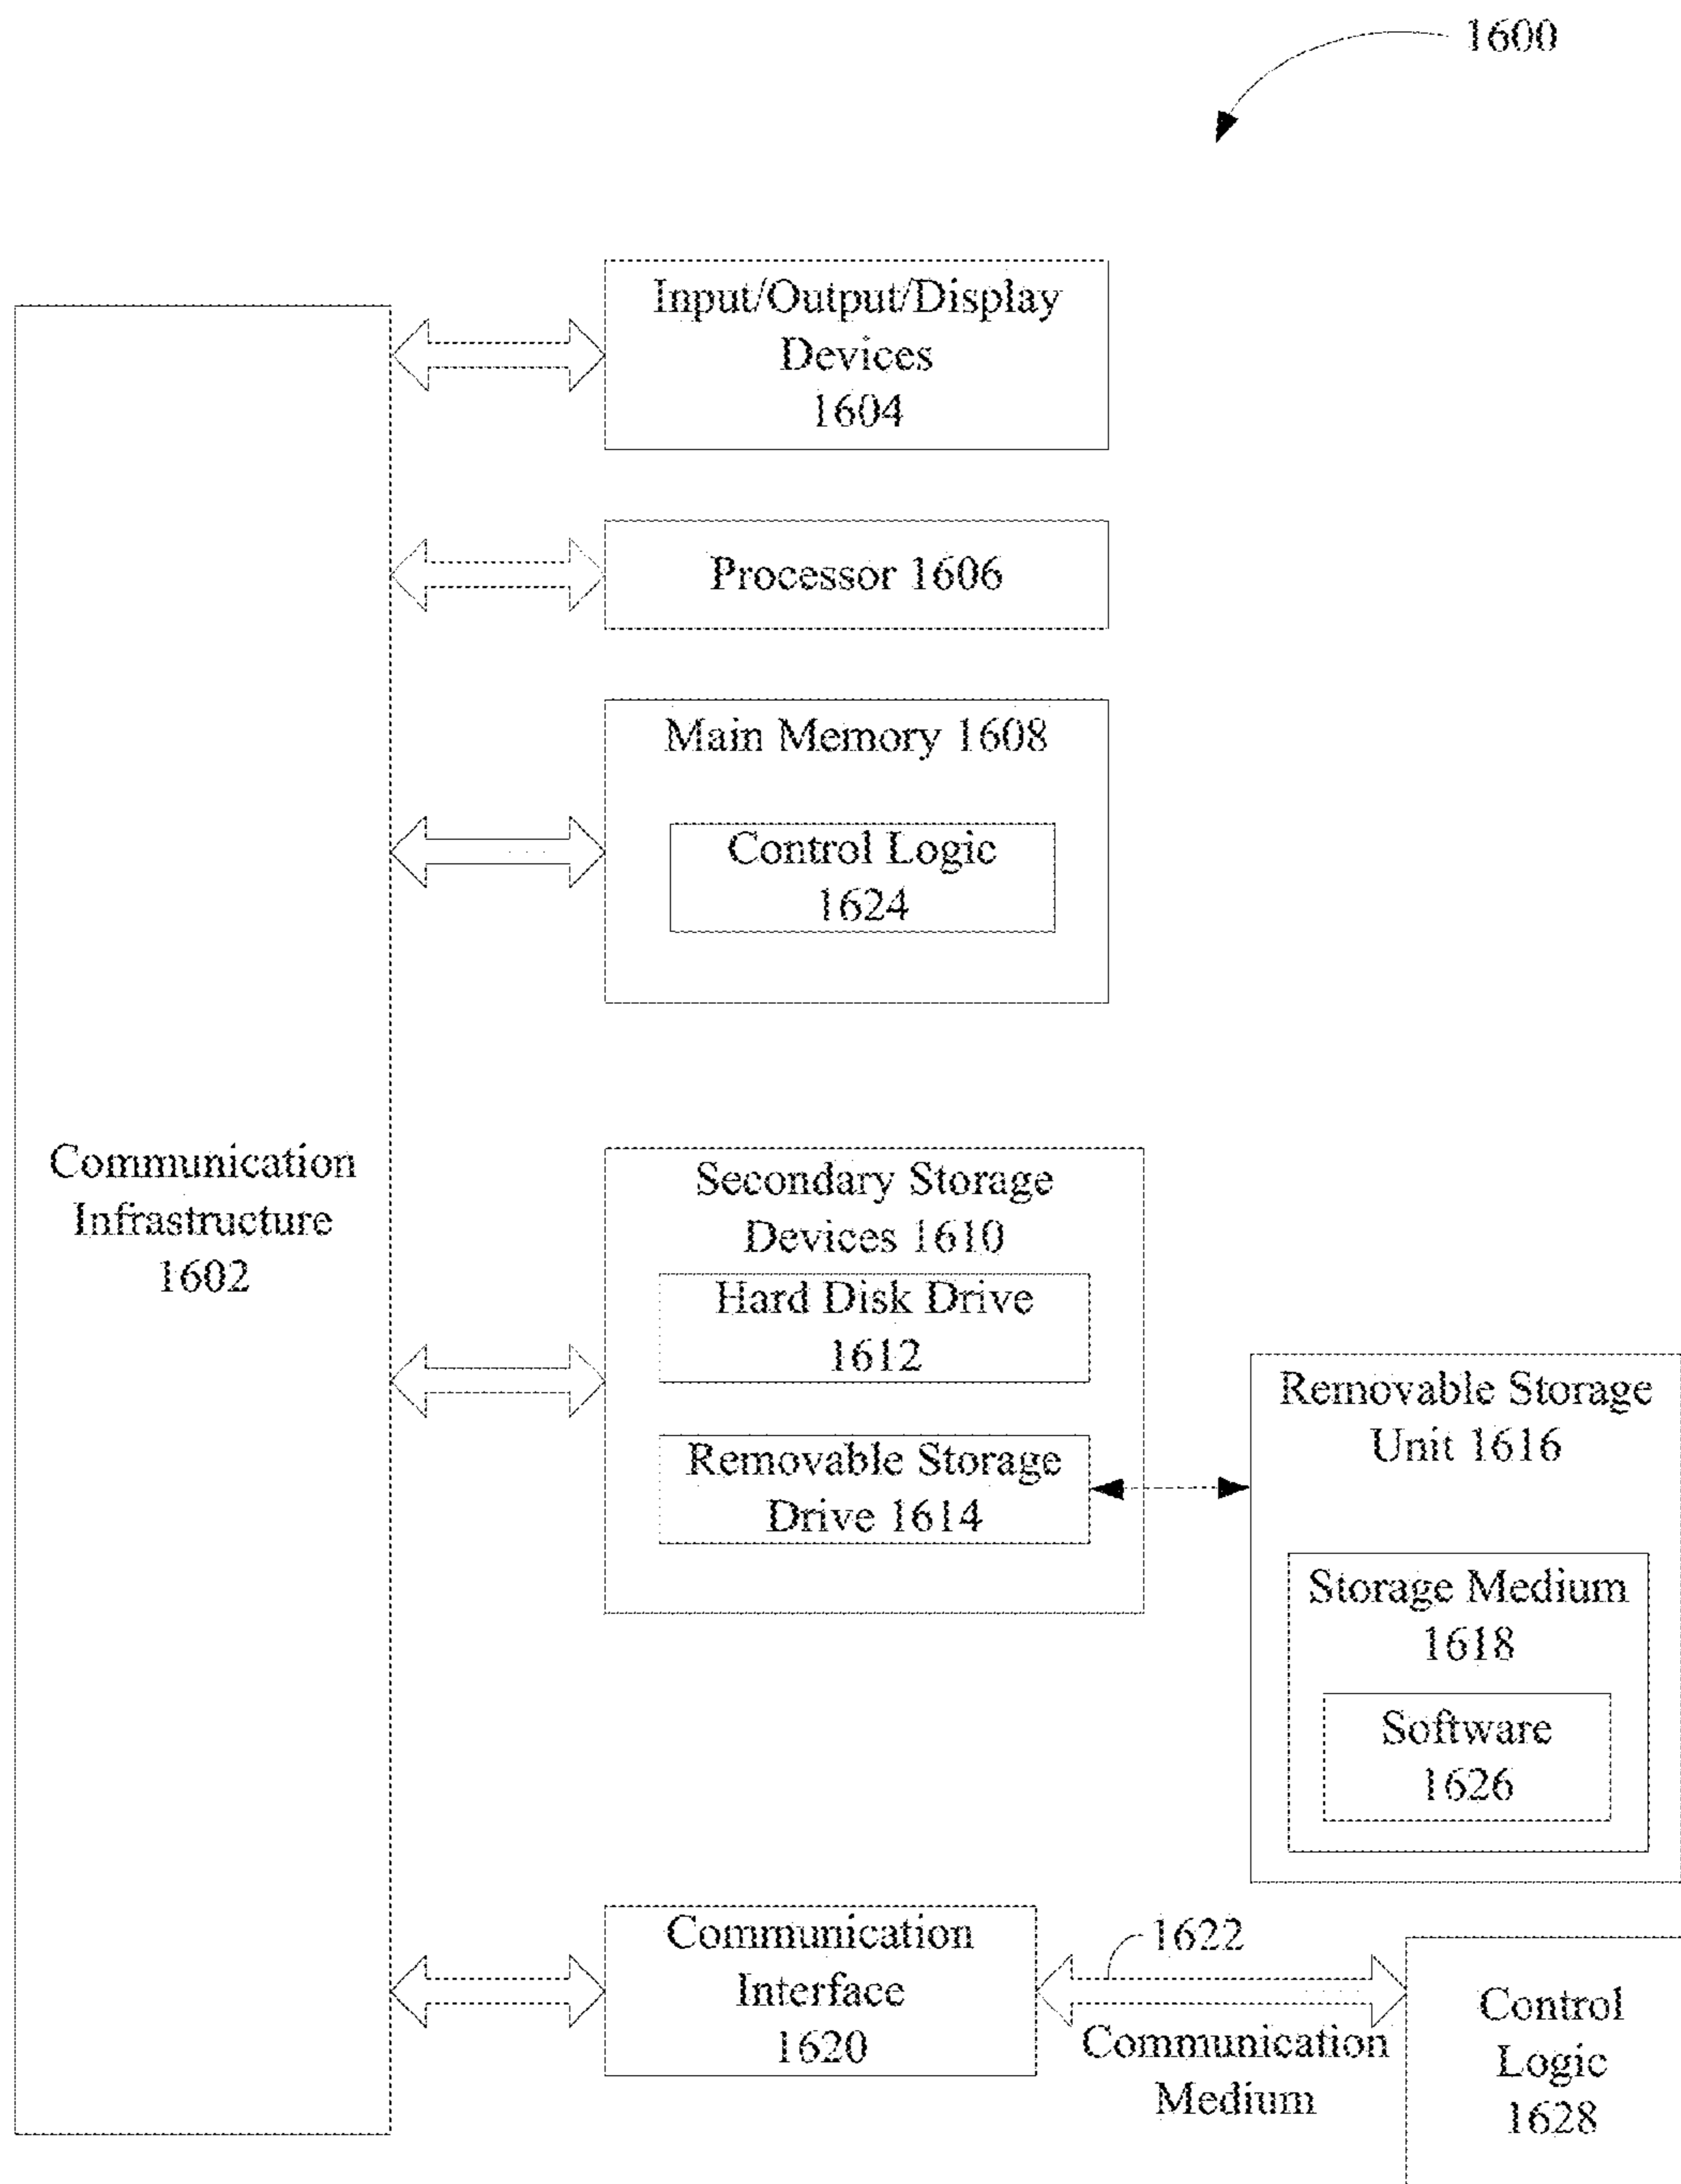 1600
Input/Output/Display
Devices
1604
Processor 1606
Main Memory 1608
Control Logic
1624
Communication
Infrastructure
1602
Secondary Storage
Devices 1610
Hard Disk Drive
1612
Removable Storage
Drive 1614
Removable Storage
Unit 1616
Storage Medium
1618
Software
1626
Communication
Interface
1620
1622
Communication
Medium
Control
Logic
1628